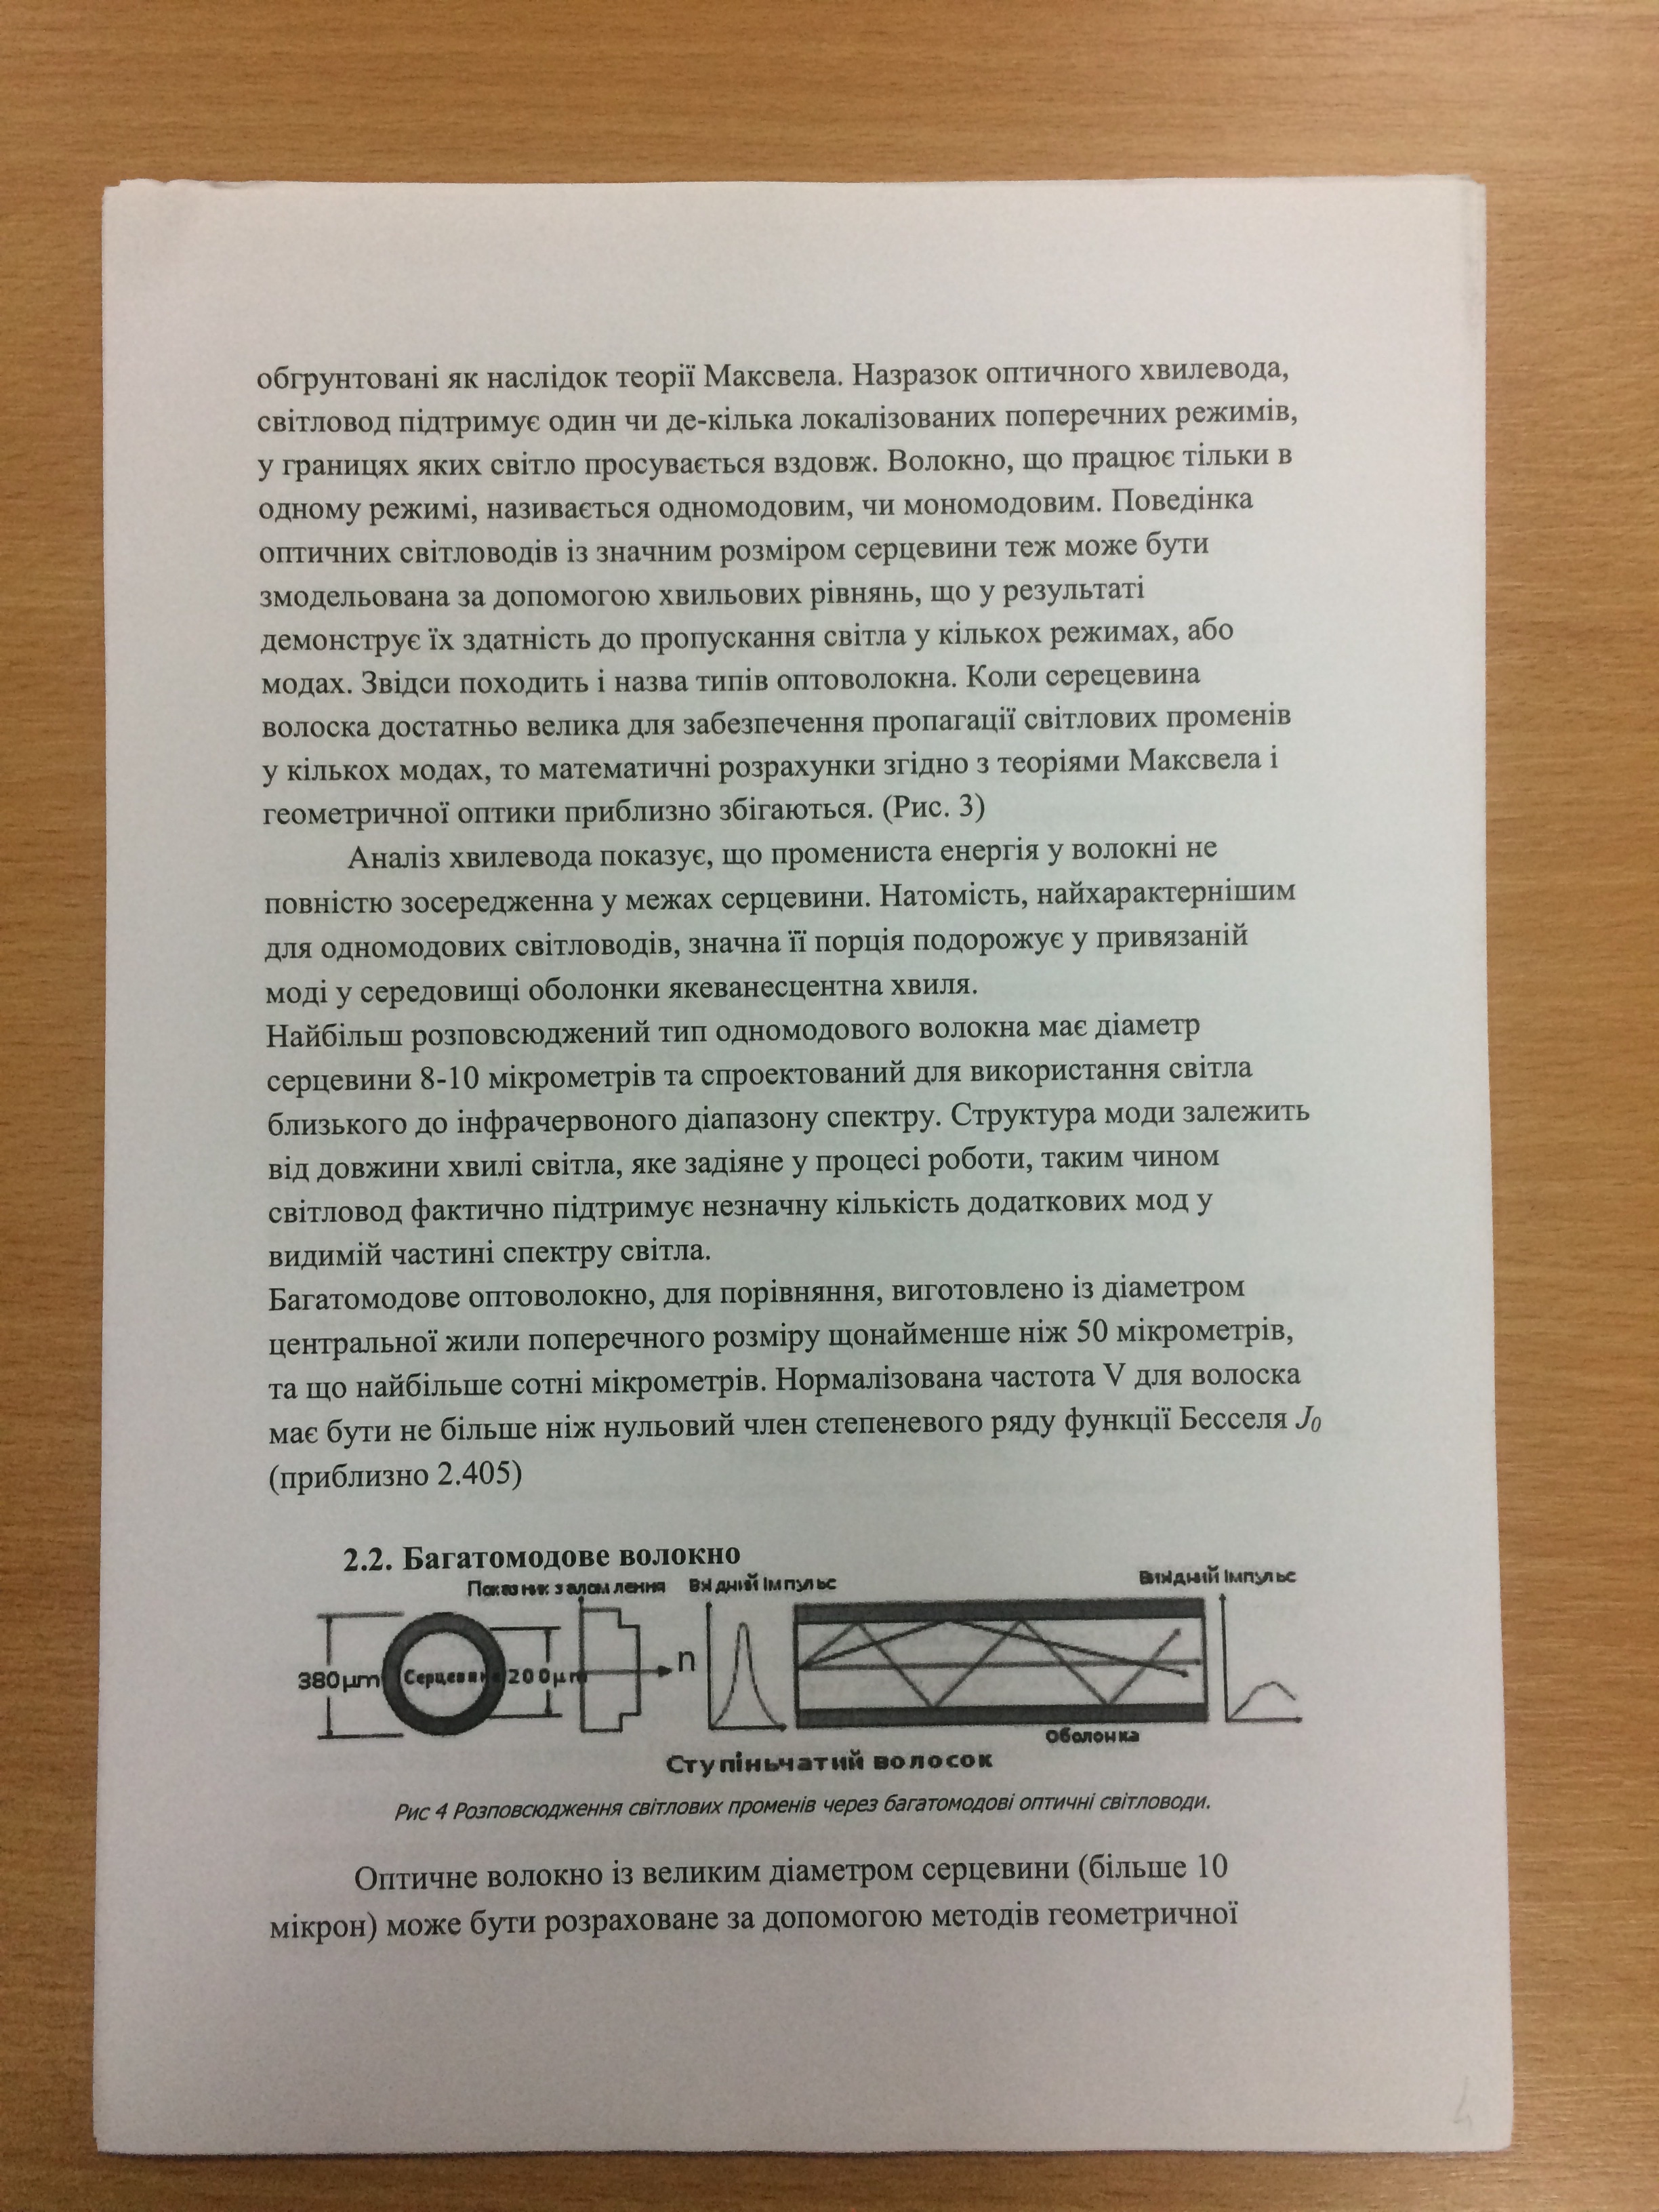 обгрунтовані як наслідок теорії Максвела. Назразок оптичного хвилевода,
світловод підтримує один чи де-кілька локалізованих поперечних режимів,
у границях яких світло просувається вздовж. Волокно, що працює тільки в
одному режимі, називається одномодовим, чи мономодовим. Поведінка
оптичних світловодів із значним розміром серцевини теж може бути
змодельована за допомогою хвильових рівнянь, що у результаті
демонструє їх здатність до пропускання світла у кількох режимах, або
модах. Звідси походить і назва типів оптоволокна. Коли серецевина
волоска достатньо велика для забезпечення пропагації світлових променів
у кількох модах, то математичні розрахунки згідно з теоріями Максвела і
геометричної оптики приблизно збігаються. (Рис. 3)
Аналіз хвилевода показує, що промениста енергія у волокні не
повністю зосередженна у межах серцевини. Натомість, найхарактернішим
для одномодових світловодів, значна її порція подорожує у привязаній
моді у середовищі оболонки якеванесцентна хвиля.
Найбільш розповсюджений тип одномодового волокна має діаметр
серцевини 8-10 мікрометрів та спроектований для використання світла
близького до інфрачервоного діапазону спектру. Структура моди залежить
від довжини хвилі світла, яке задіяне у процесі роботи, таким чином
світловод фактично підтримує незначну кількість додаткових мод у
видимій частині спектру світла.
Багатомодове оптоволокно, для порівняння, виготовлено із діаметром
центральної жили поперечного розміру щонайменше ніж 50 мікрометрів,
та що найбільше сотні мікрометрів. Нормалізована частота V для волоска
має бути не більше ніж нульовий член степеневого ряду функції Бесселя J₀
(приблизно 2.405)
2.2. Багатомодове волокно
Показник заломлення Вхідний імпульс Вихідний імпульс
380μm Серцевина 200μm n
Оболонка
Ступіньчатий волосок
Рис 4 Розповсюдження світлових променів через багатомодові оптичні світловоди.
Оптичне волокно із великим діаметром серцевини (більше 10
мікрон) може бути розраховане за допомогою методів геометричної
4